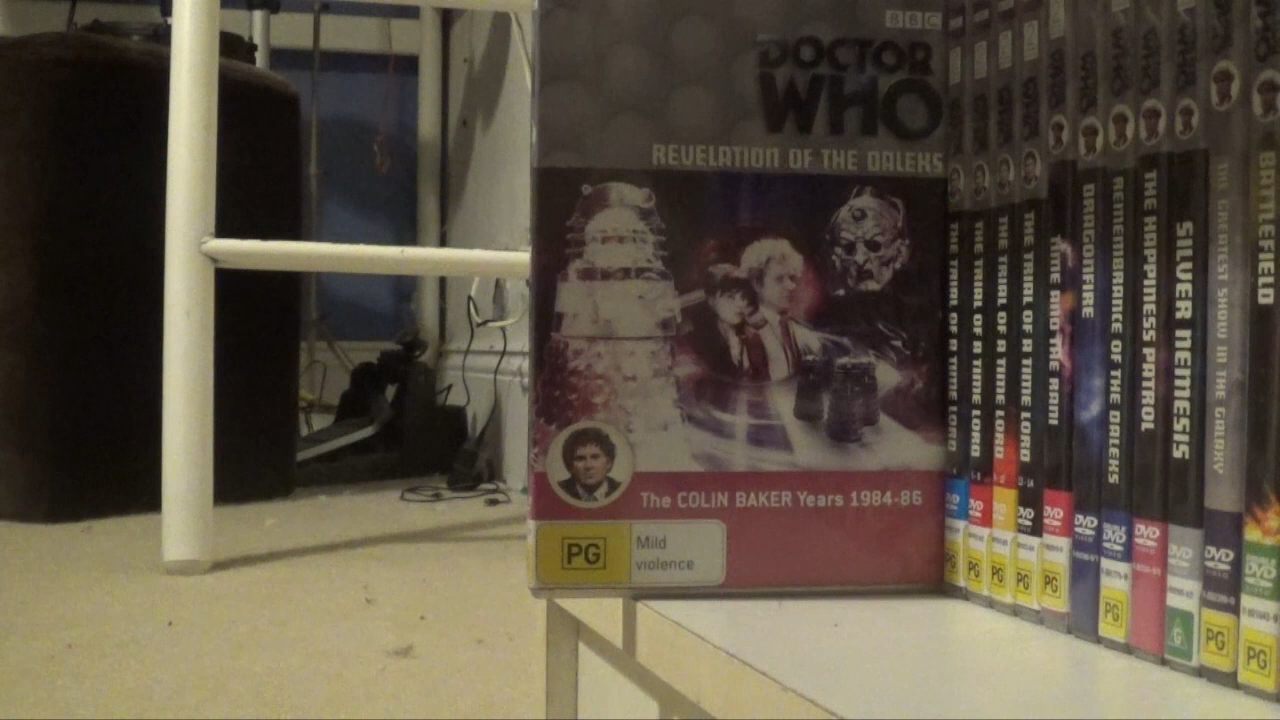 BBC
DOCTOR
WHO
REVELATION OF THE DALEKS
The COLIN BAKER Years 1984-86
PG
Mild
violence
THE TRIAL OF A TIME LORD
THE TRIAL OF A TIME LORD
THE TRIAL OF A TIME LORD
THE TRIAL OF A TIME LORD
TIME AND THE RANI
DRAGONFIRE
REMEMBRANCE OF THE DALEKS
THE HAPPINESS PATROL
SILVER NEMESIS
THE GREATEST SHOW IN THE GALAXY
BATTLEFIELD
DVD
DVD
DVD
DVD
DVD
DVD
DVD
DVD
DVD
DVD
DVD
PG
PG
PG
PG
PG
PG
G
PG
PG